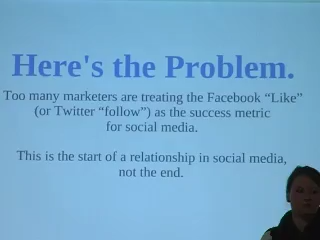 Here's the Problem.
Too many marketers are treating the Facebook “Like”
(or Twitter “follow”) as the success metric
for social media.
This is the start of a relationship in social media,
not the end.